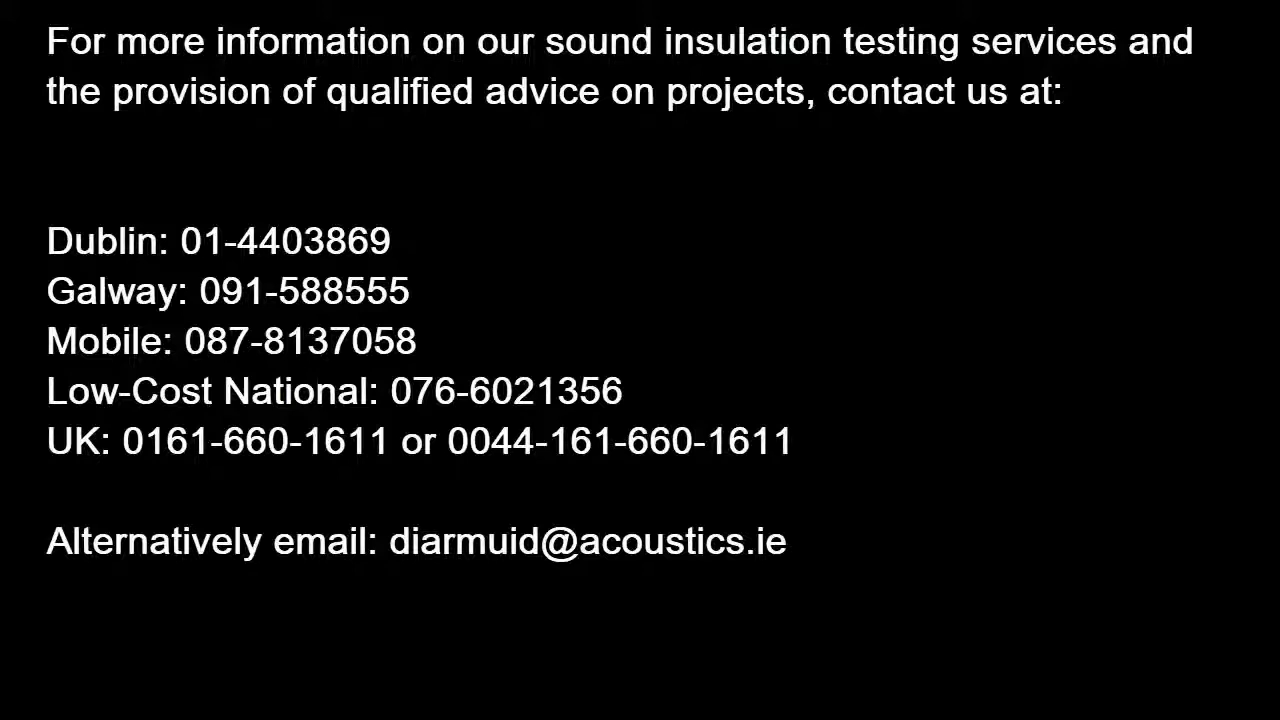 For more information on our sound insulation testing services and
the provision of qualified advice on projects, contact us at:
Dublin: 01-4403869
Galway: 091-588555
Mobile: 087-8137058
Low-Cost National: 076-6021356
UK: 0161-660-1611 or 0044-161-660-1611
Alternatively email: diarmuid@acoustics.ie